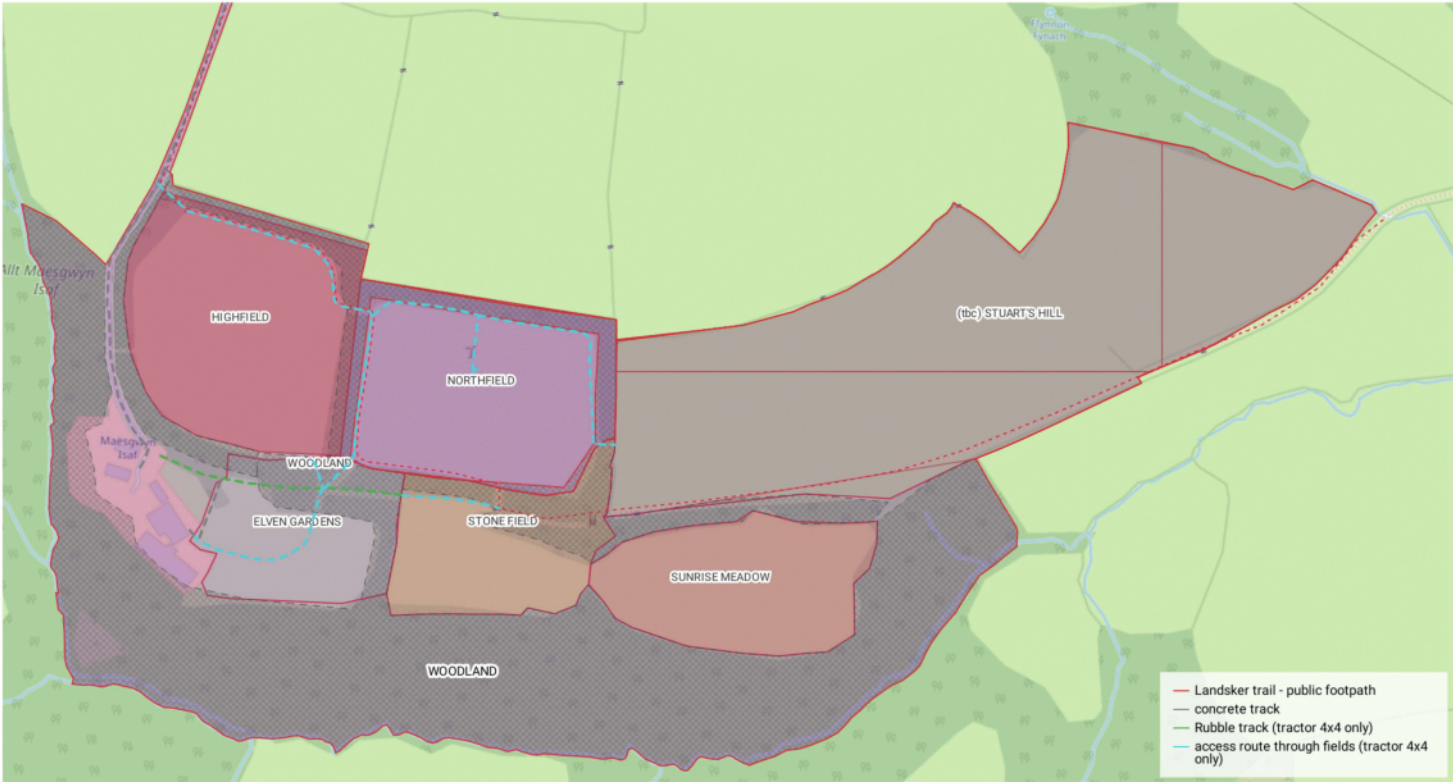 Ffynnon
Fynach
Allt Maesgwyn
Isaf
HIGHFIELD
(tbc) STUART'S HILL
NORTHFIELD
Maesgwyn
Isaf
WOODLAND
ELVEN GARDENS
STONE FIELD
SUNRISE MEADOW
WOODLAND
Landsker trail - public footpath
concrete track
Rubble track (tractor 4x4 only)
access route through fields (tractor 4x4
only)